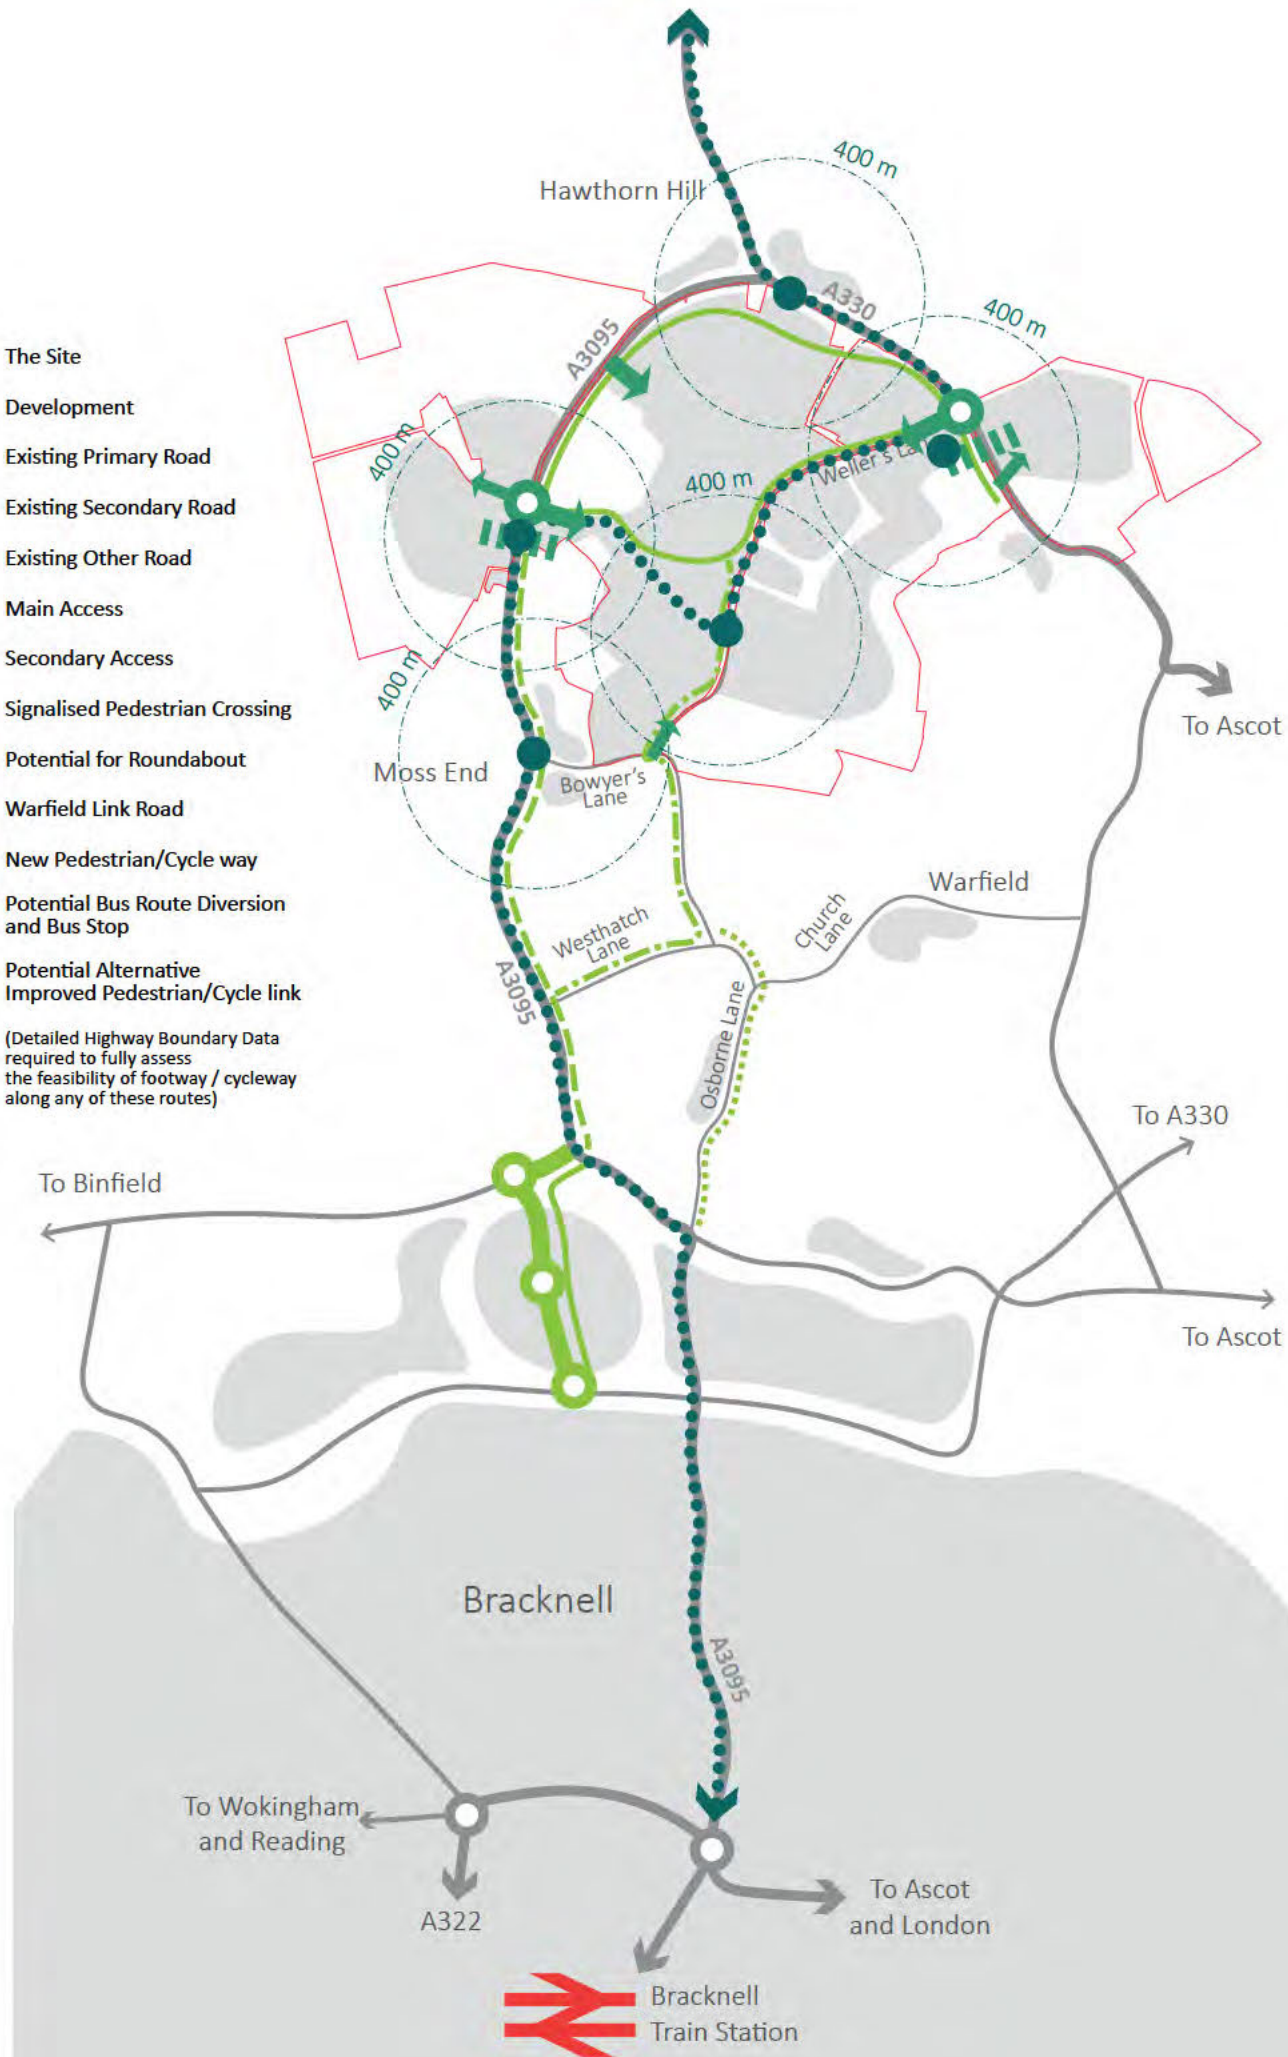 400 m
Hawthorn Hill
A330
400 m
A3095
The Site
Development
400 m
Existing Primary Road
Weller's La
400 m
Existing Secondary Road
Existing Other Road
Main Access
Secondary Access
400 m
Signalised Pedestrian Crossing
To Ascot
Potential for Roundabout
Moss End
Bowyer's
Lane
Warfield Link Road
New Pedestrian/Cycle way
Warfield
Potential Bus Route Diversion
and Bus Stop
Church
Lane
Westhatch
Lane
Potential Alternative
Improved Pedestrian/Cycle link
A3095
(Detailed Highway Boundary Data
required to fully assess
the feasibility of footway / cycleway
along any of these routes)
Osborne Lane
To A330
To Binfield
To Ascot
Bracknell
A3095
To Wokingham
and Reading
A322
To Ascot
and London
Bracknell
Train Station